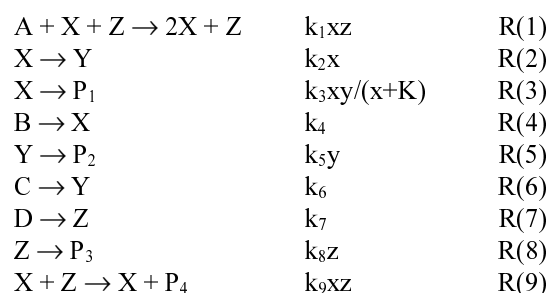 A + X + Z → 2X + Z k₁xz R(1)
X → Y k₂x R(2)
X → P₁ k₃xy/(x+K) R(3)
B → X k₄ R(4)
Y → P₂ k₅y R(5)
C → Y k₆ R(6)
D → Z k₇ R(7)
Z → P₃ k₈z R(8)
X + Z → X + P₄ k₉xz R(9)